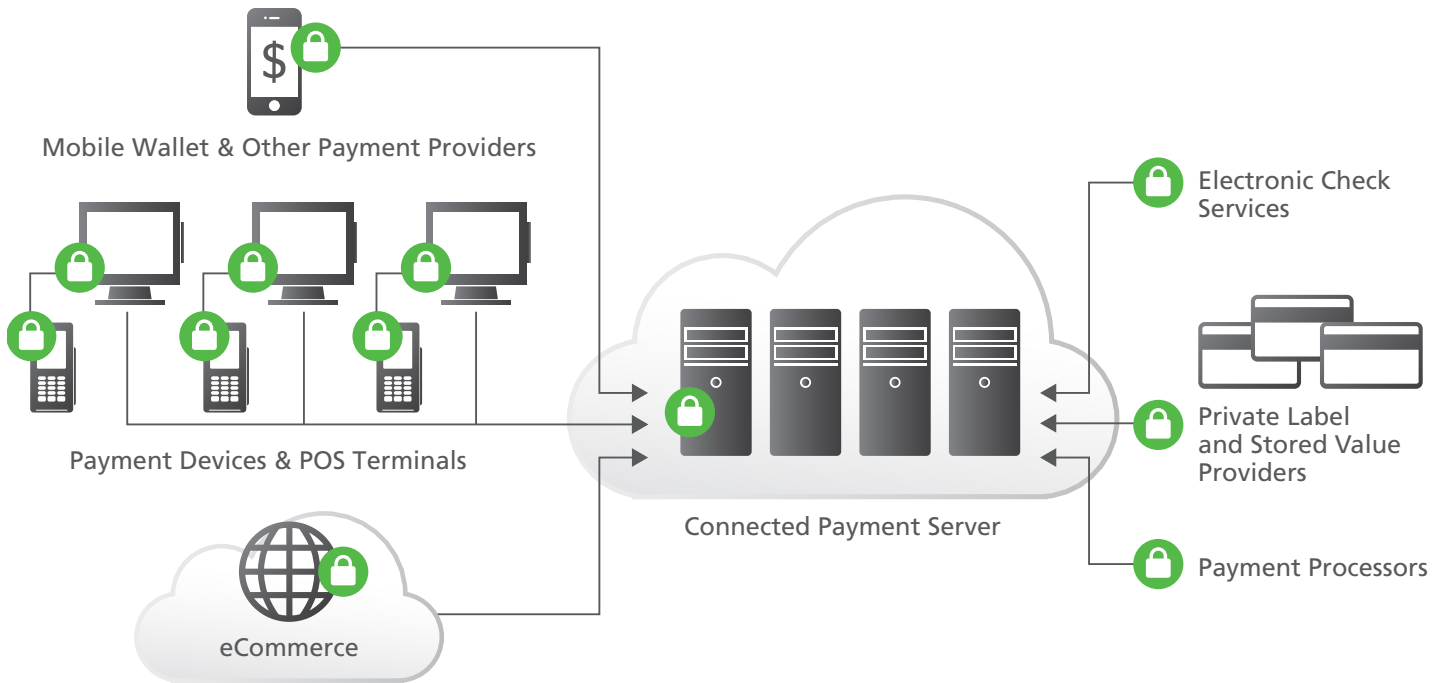 $
Mobile Wallet & Other Payment Providers
Payment Devices & POS Terminals
eCommerce
Connected Payment Server
Electronic Check
Services
Private Label
and Stored Value
Providers
Payment Processors